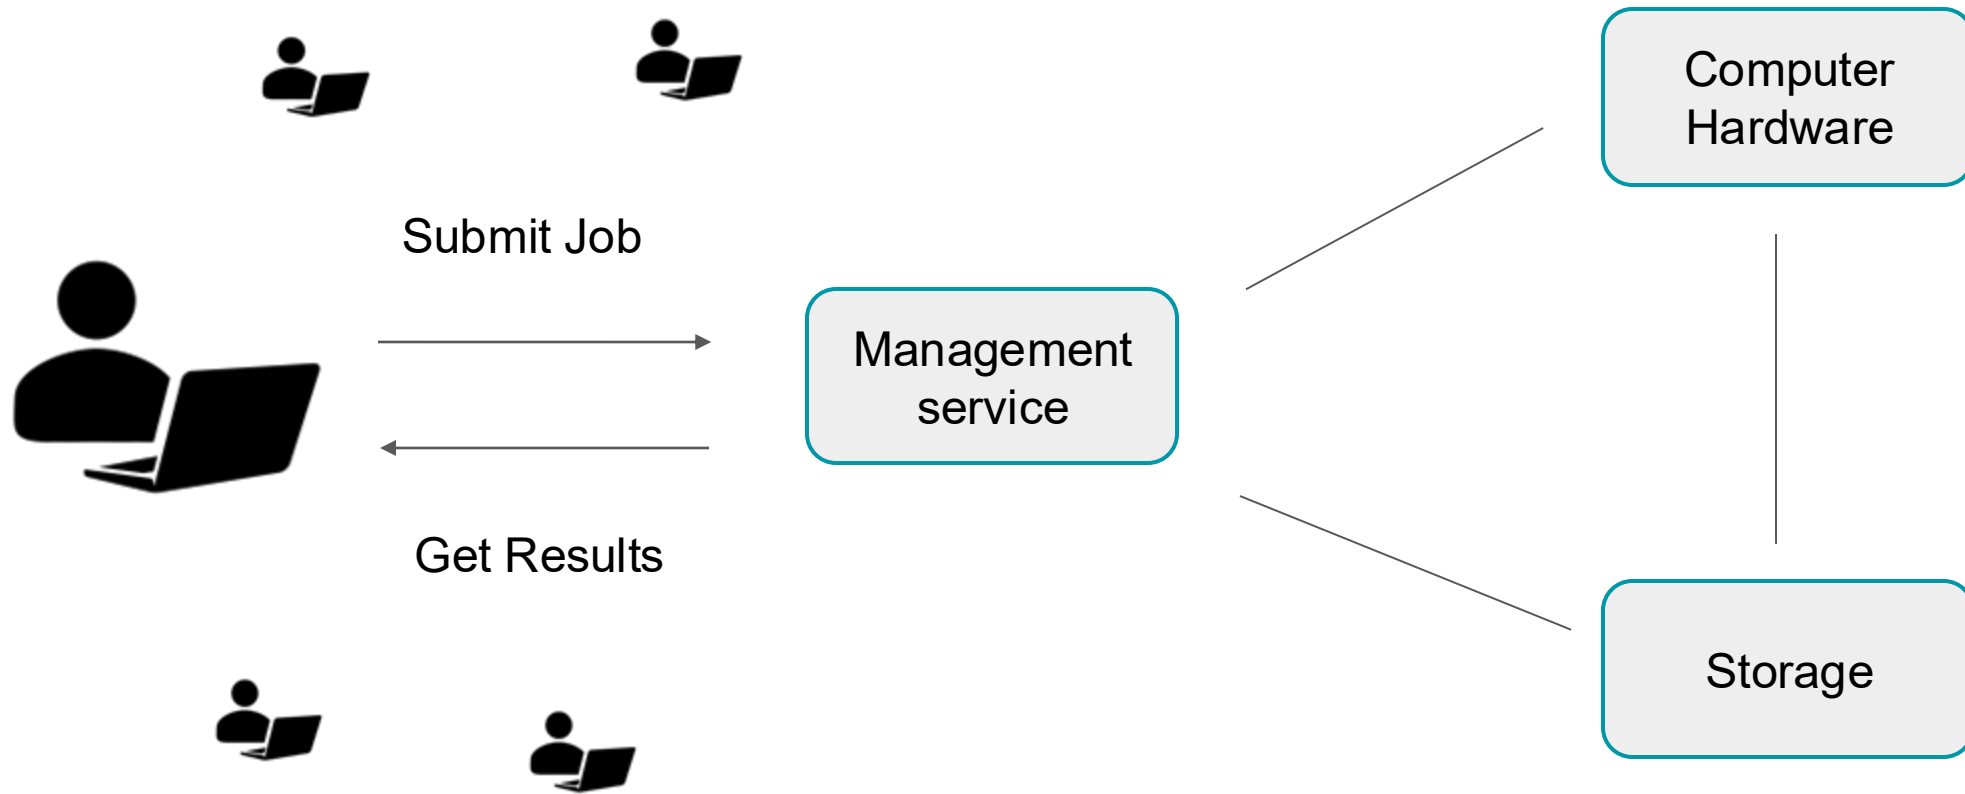 Computer
Hardware
Submit Job
Management
service
Get Results
Storage